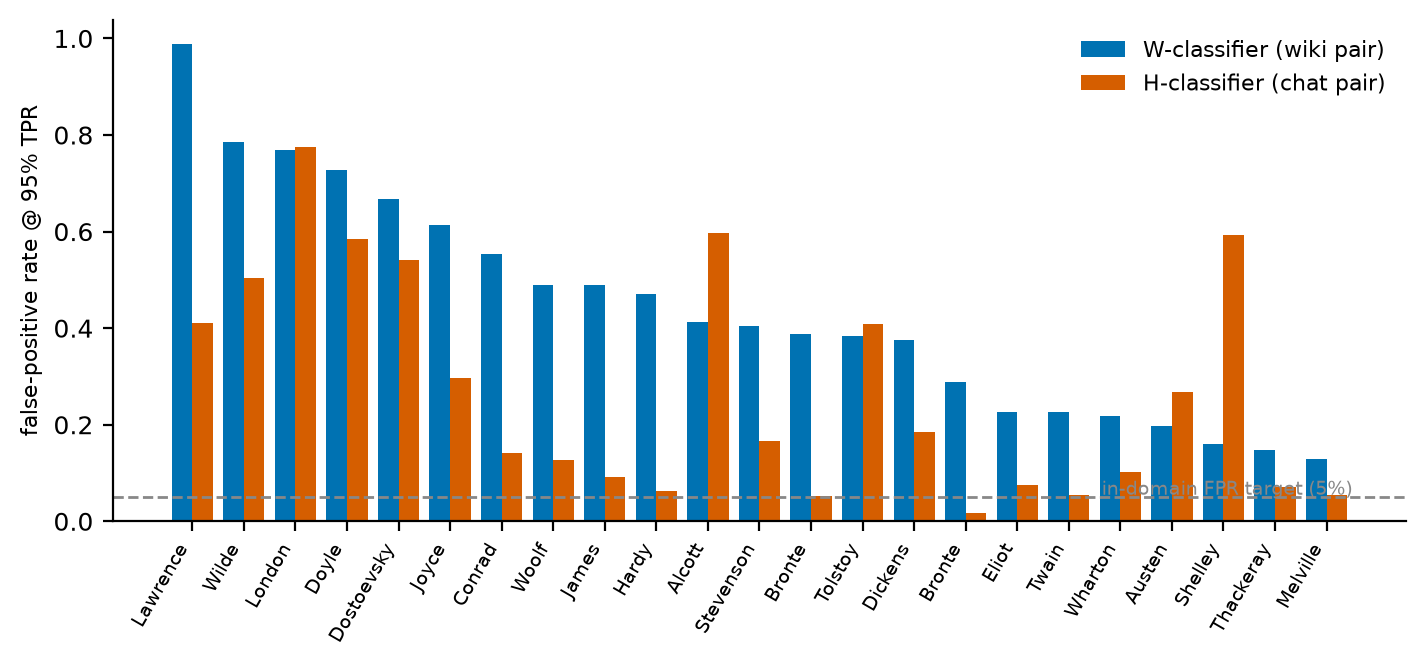 false-positive rate @ 95% TPR
1.0
0.8
0.6
0.4
0.2
0.0
W-classifier (wiki pair)
H-classifier (chat pair)
in-domain FPR target (5%)
Lawrence
Wilde
London
Doyle
Dostoevsky
Joyce
Conrad
Woolf
James
Hardy
Alcott
Stevenson
Bronte
Tolstoy
Dickens
Bronte
Eliot
Twain
Wharton
Austen
Shelley
Thackeray
Melville